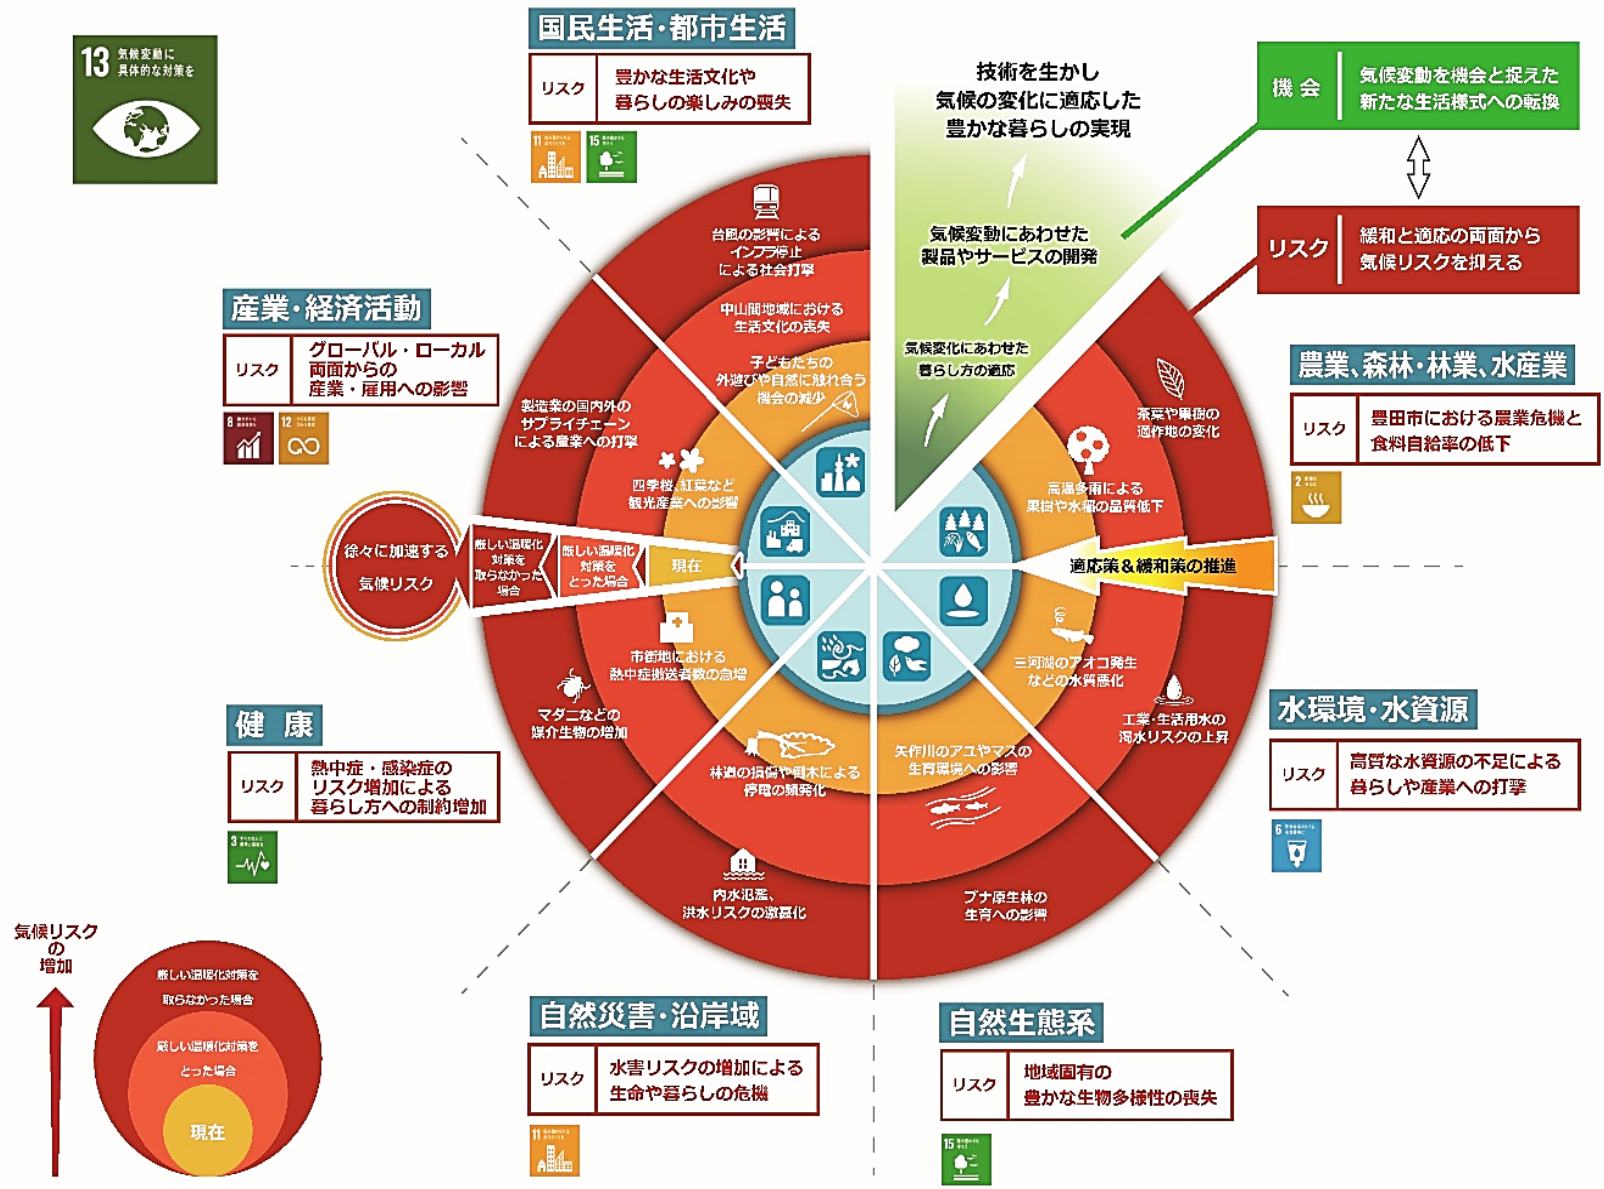 13 気候変動に
具体的な対策を
国民生活・都市生活
リスク
豊かな生活文化や
暮らしの楽しみの喪失
11
15
技術を生かし
気候の変化に適応した
豊かな暮らしの実現
気候変動にあわせた
製品やサービスの開発
気候変化にあわせた
暮らし方の適応
機会
気候変動を機会と捉えた
新たな生活様式への転換
リスク
緩和と適応の両面から
気候リスクを抑える
台風の影響による
インフラ停止
による社会打撃
中山間地域における
生活文化の喪失
子どもたちの
外遊びや自然に触れ合う
機会の減少
産業・経済活動
リスク
グローバル・ローカル
両面からの
産業・雇用への影響
8
12
製造業の国内外の
サプライチェーン
による産業への打撃
四季桜、紅葉など
観光産業への影響
農業、森林・林業、水産業
リスク
豊田市における農業危機と
食料自給率の低下
2
茶葉や果樹の
適作地の変化
高温多雨による
果樹や水稲の品質低下
徐々に加速する
気候リスク
厳しい温暖化
対策を
取らなかった
場合
厳しい温暖化
対策を
とった場合
現在
適応策&緩和策の推進
健康
リスク
熱中症・感染症の
リスク増加による
暮らし方への制約増加
3
市街地における
熱中症搬送者数の急増
マダニなどの
媒介生物の増加
水環境・水資源
リスク
高質な水資源の不足による
暮らしや産業への打撃
6
三河湖のアオコ発生
などの水質悪化
工業・生活用水の
渇水リスクの上昇
林道の損傷や倒木による
停電の頻発化
内水氾濫、
洪水リスクの激甚化
矢作川のアユやマスの
生育環境への影響
ブナ原生林の
生育への影響
自然災害・沿岸域
リスク
水害リスクの増加による
生命や暮らしの危機
11
自然生態系
リスク
地域固有の
豊かな生物多様性の喪失
15
気候リスク
の
増加
厳しい温暖化対策を
取らなかった場合
厳しい温暖化対策を
とった場合
現在